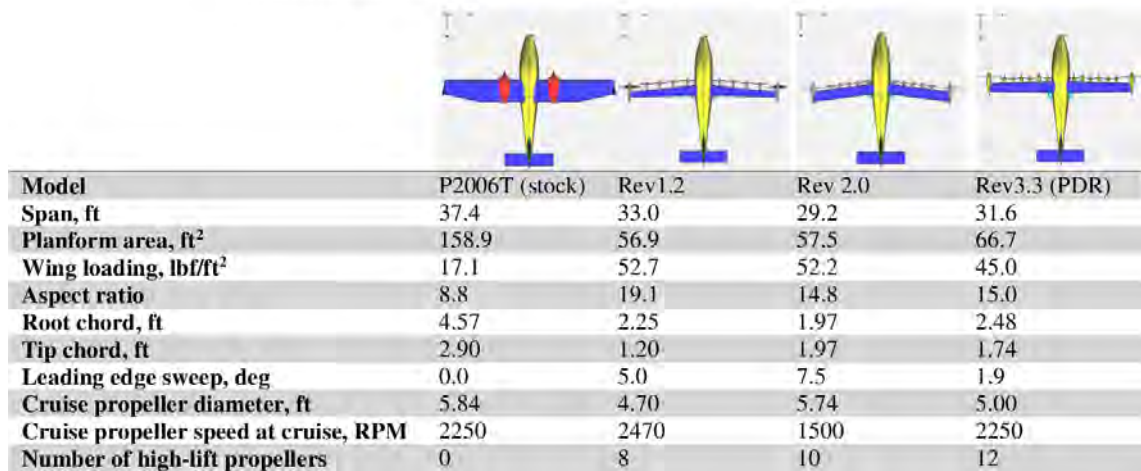 Model P2006T (stock) Rev1.2 Rev 2.0 Rev3.3 (PDR)
Span, ft 37.4 33.0 29.2 31.6
Planform area, ft² 158.9 56.9 57.5 66.7
Wing loading, lbf/ft² 17.1 52.7 52.2 45.0
Aspect ratio 8.8 19.1 14.8 15.0
Root chord, ft 4.57 2.25 1.97 2.48
Tip chord, ft 2.90 1.20 1.97 1.74
Leading edge sweep, deg 0.0 5.0 7.5 1.9
Cruise propeller diameter, ft 5.84 4.70 5.74 5.00
Cruise propeller speed at cruise, RPM 2250 2470 1500 2250
Number of high-lift propellers 0 8 10 12